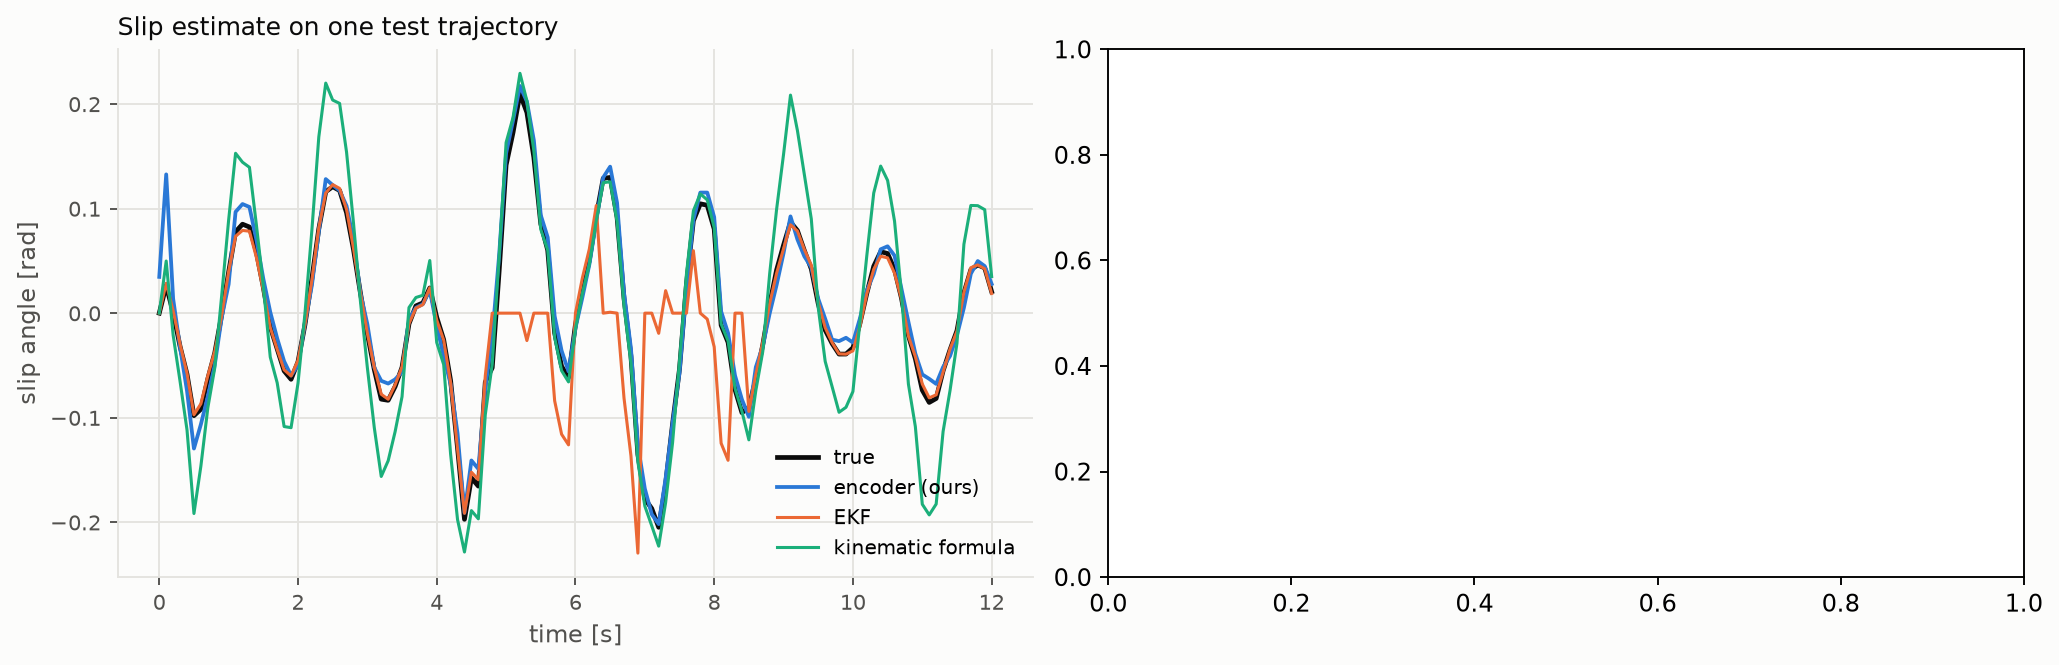 Slip estimate on one test trajectory
slip angle [rad]
0.2
0.1
0.0
−0.1
−0.2
0 2 4 6 8 10 12
time [s]
true
encoder (ours)
EKF
kinematic formula
1.0
0.8
0.6
0.4
0.2
0.0
0.0 0.2 0.4 0.6 0.8 1.0